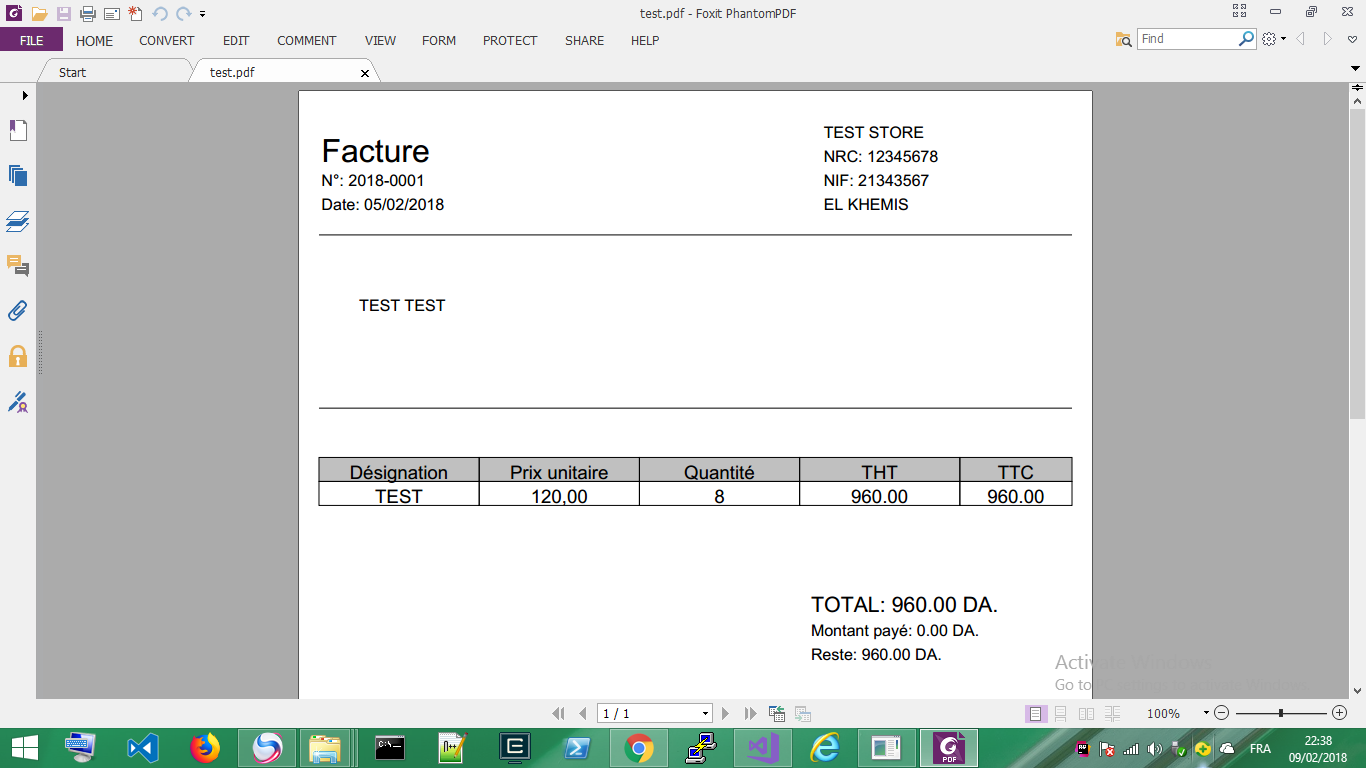 test.pdf - Foxit PhantomPDF
FILE HOME CONVERT EDIT COMMENT VIEW FORM PROTECT SHARE HELP
Find
Start
test.pdf
Facture
N°: 2018-0001
Date: 05/02/2018
TEST STORE
NRC: 12345678
NIF: 21343567
EL KHEMIS
TEST TEST
Désignation Prix unitaire Quantité THT TTC
TEST 120,00 8 960.00 960.00
TOTAL: 960.00 DA.
Montant payé: 0.00 DA.
Reste: 960.00 DA.
Activate Windows
Go to
1 / 1
100%
FRA
22:38
09/02/2018